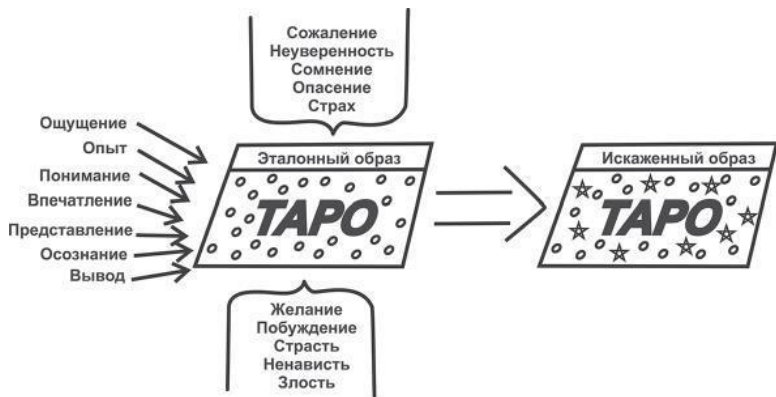 Сожаление
Неуверенность
Сомнение
Опасение
Страх
Ощущение
Опыт
Понимание
Впечатление
Представление
Осознание
Вывод
Эталонный образ
ТАРО
Искаженный образ
ТАРО
Желание
Побуждение
Страсть
Ненависть
Злость